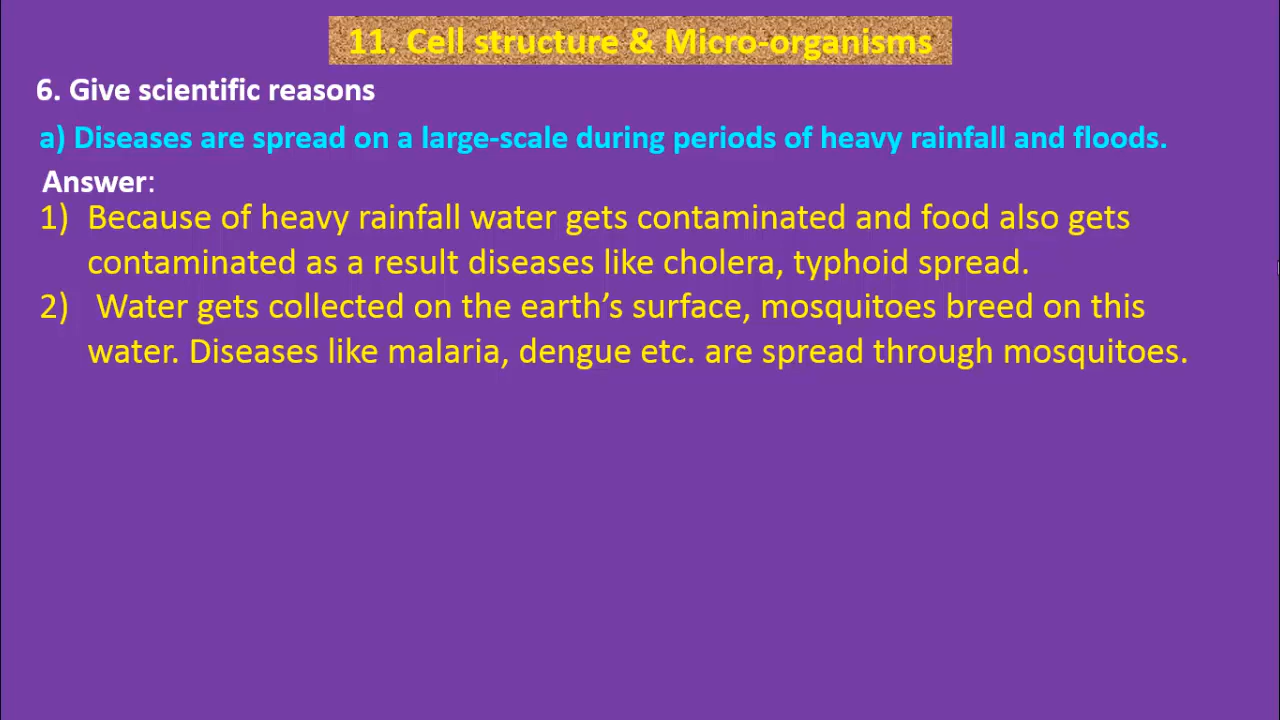 11. Cell structure & Micro-organisms
6. Give scientific reasons
a) Diseases are spread on a large-scale during periods of heavy rainfall and floods.
Answer:
1) Because of heavy rainfall water gets contaminated and food also gets
contaminated as a result diseases like cholera, typhoid spread.
2) Water gets collected on the earth’s surface, mosquitoes breed on this
water. Diseases like malaria, dengue etc. are spread through mosquitoes.